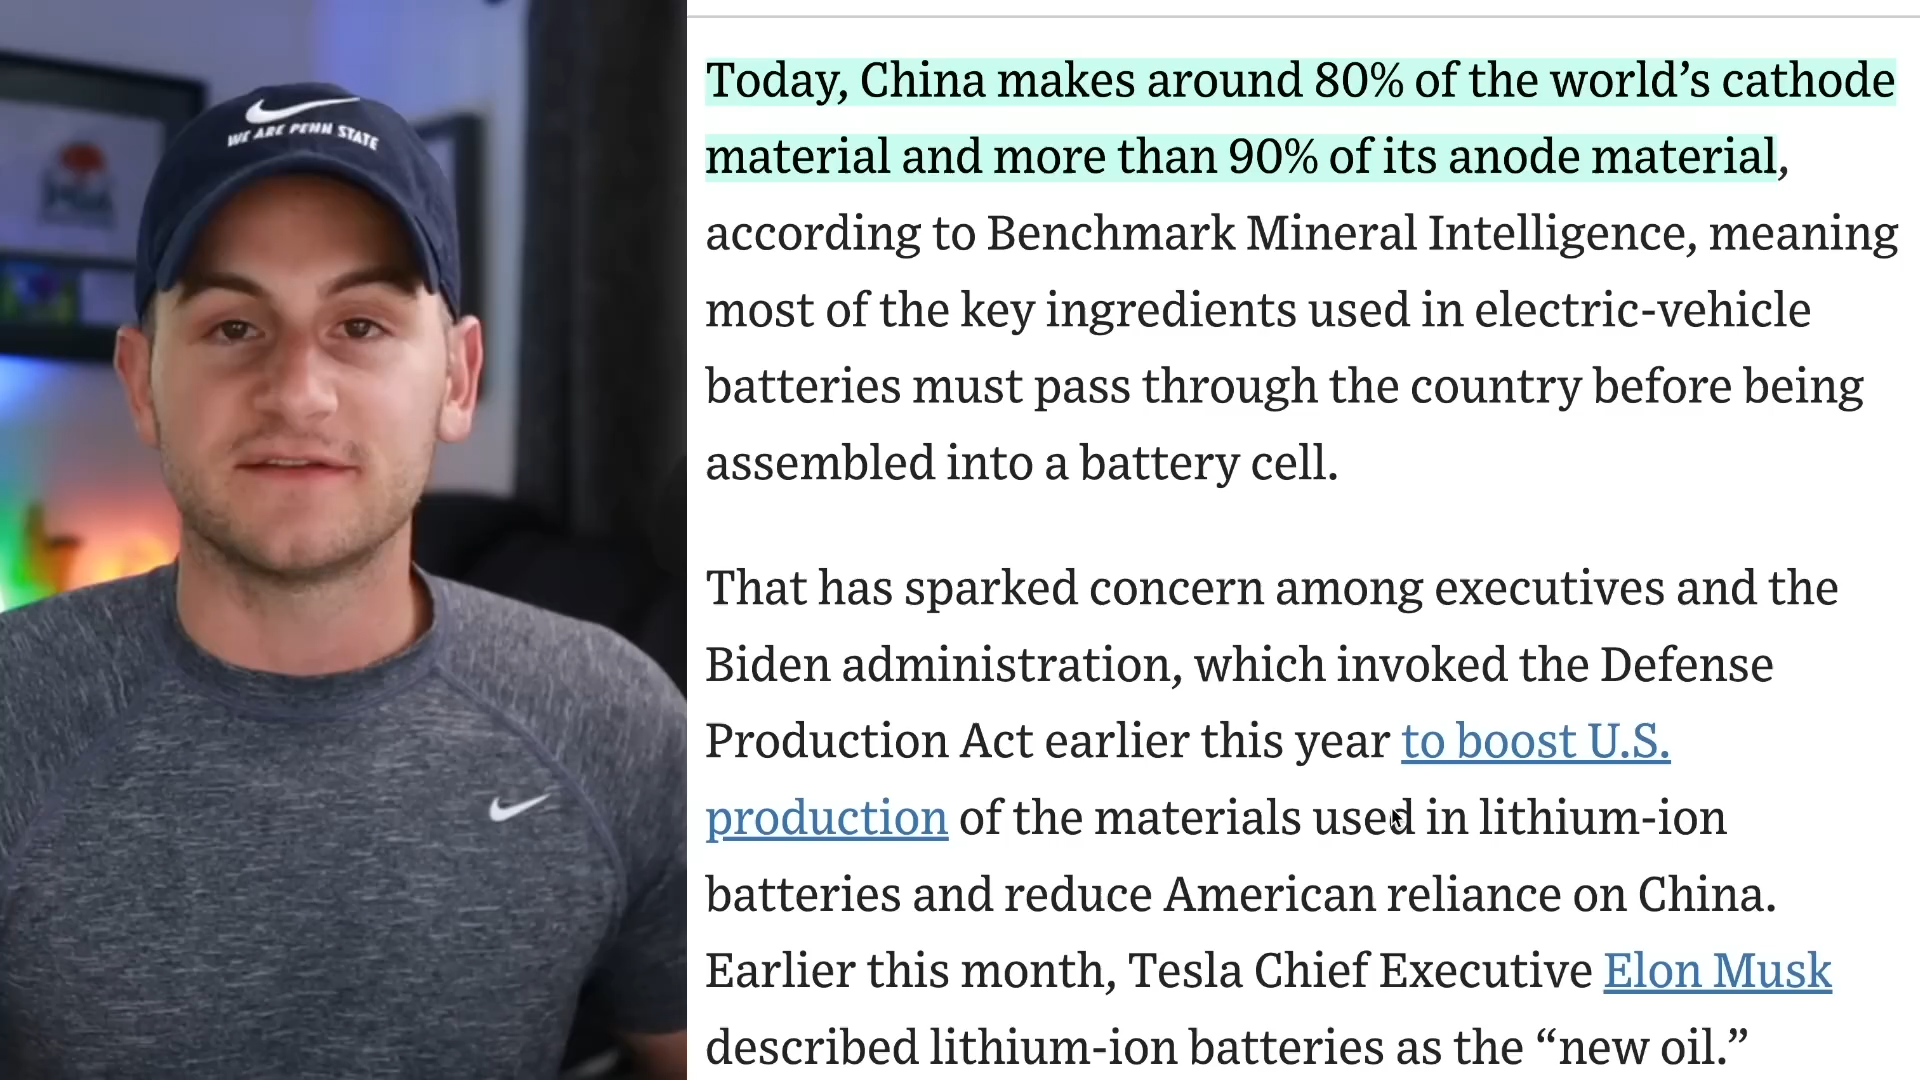 WE ARE PENN STATE
Today, China makes around 80% of the world’s cathode
material and more than 90% of its anode material,
according to Benchmark Mineral Intelligence, meaning
most of the key ingredients used in electric-vehicle
batteries must pass through the country before being
assembled into a battery cell.
That has sparked concern among executives and the
Biden administration, which invoked the Defense
Production Act earlier this year to boost U.S.
production of the materials used in lithium-ion
batteries and reduce American reliance on China.
Earlier this month, Tesla Chief Executive Elon Musk
described lithium-ion batteries as the “new oil.”